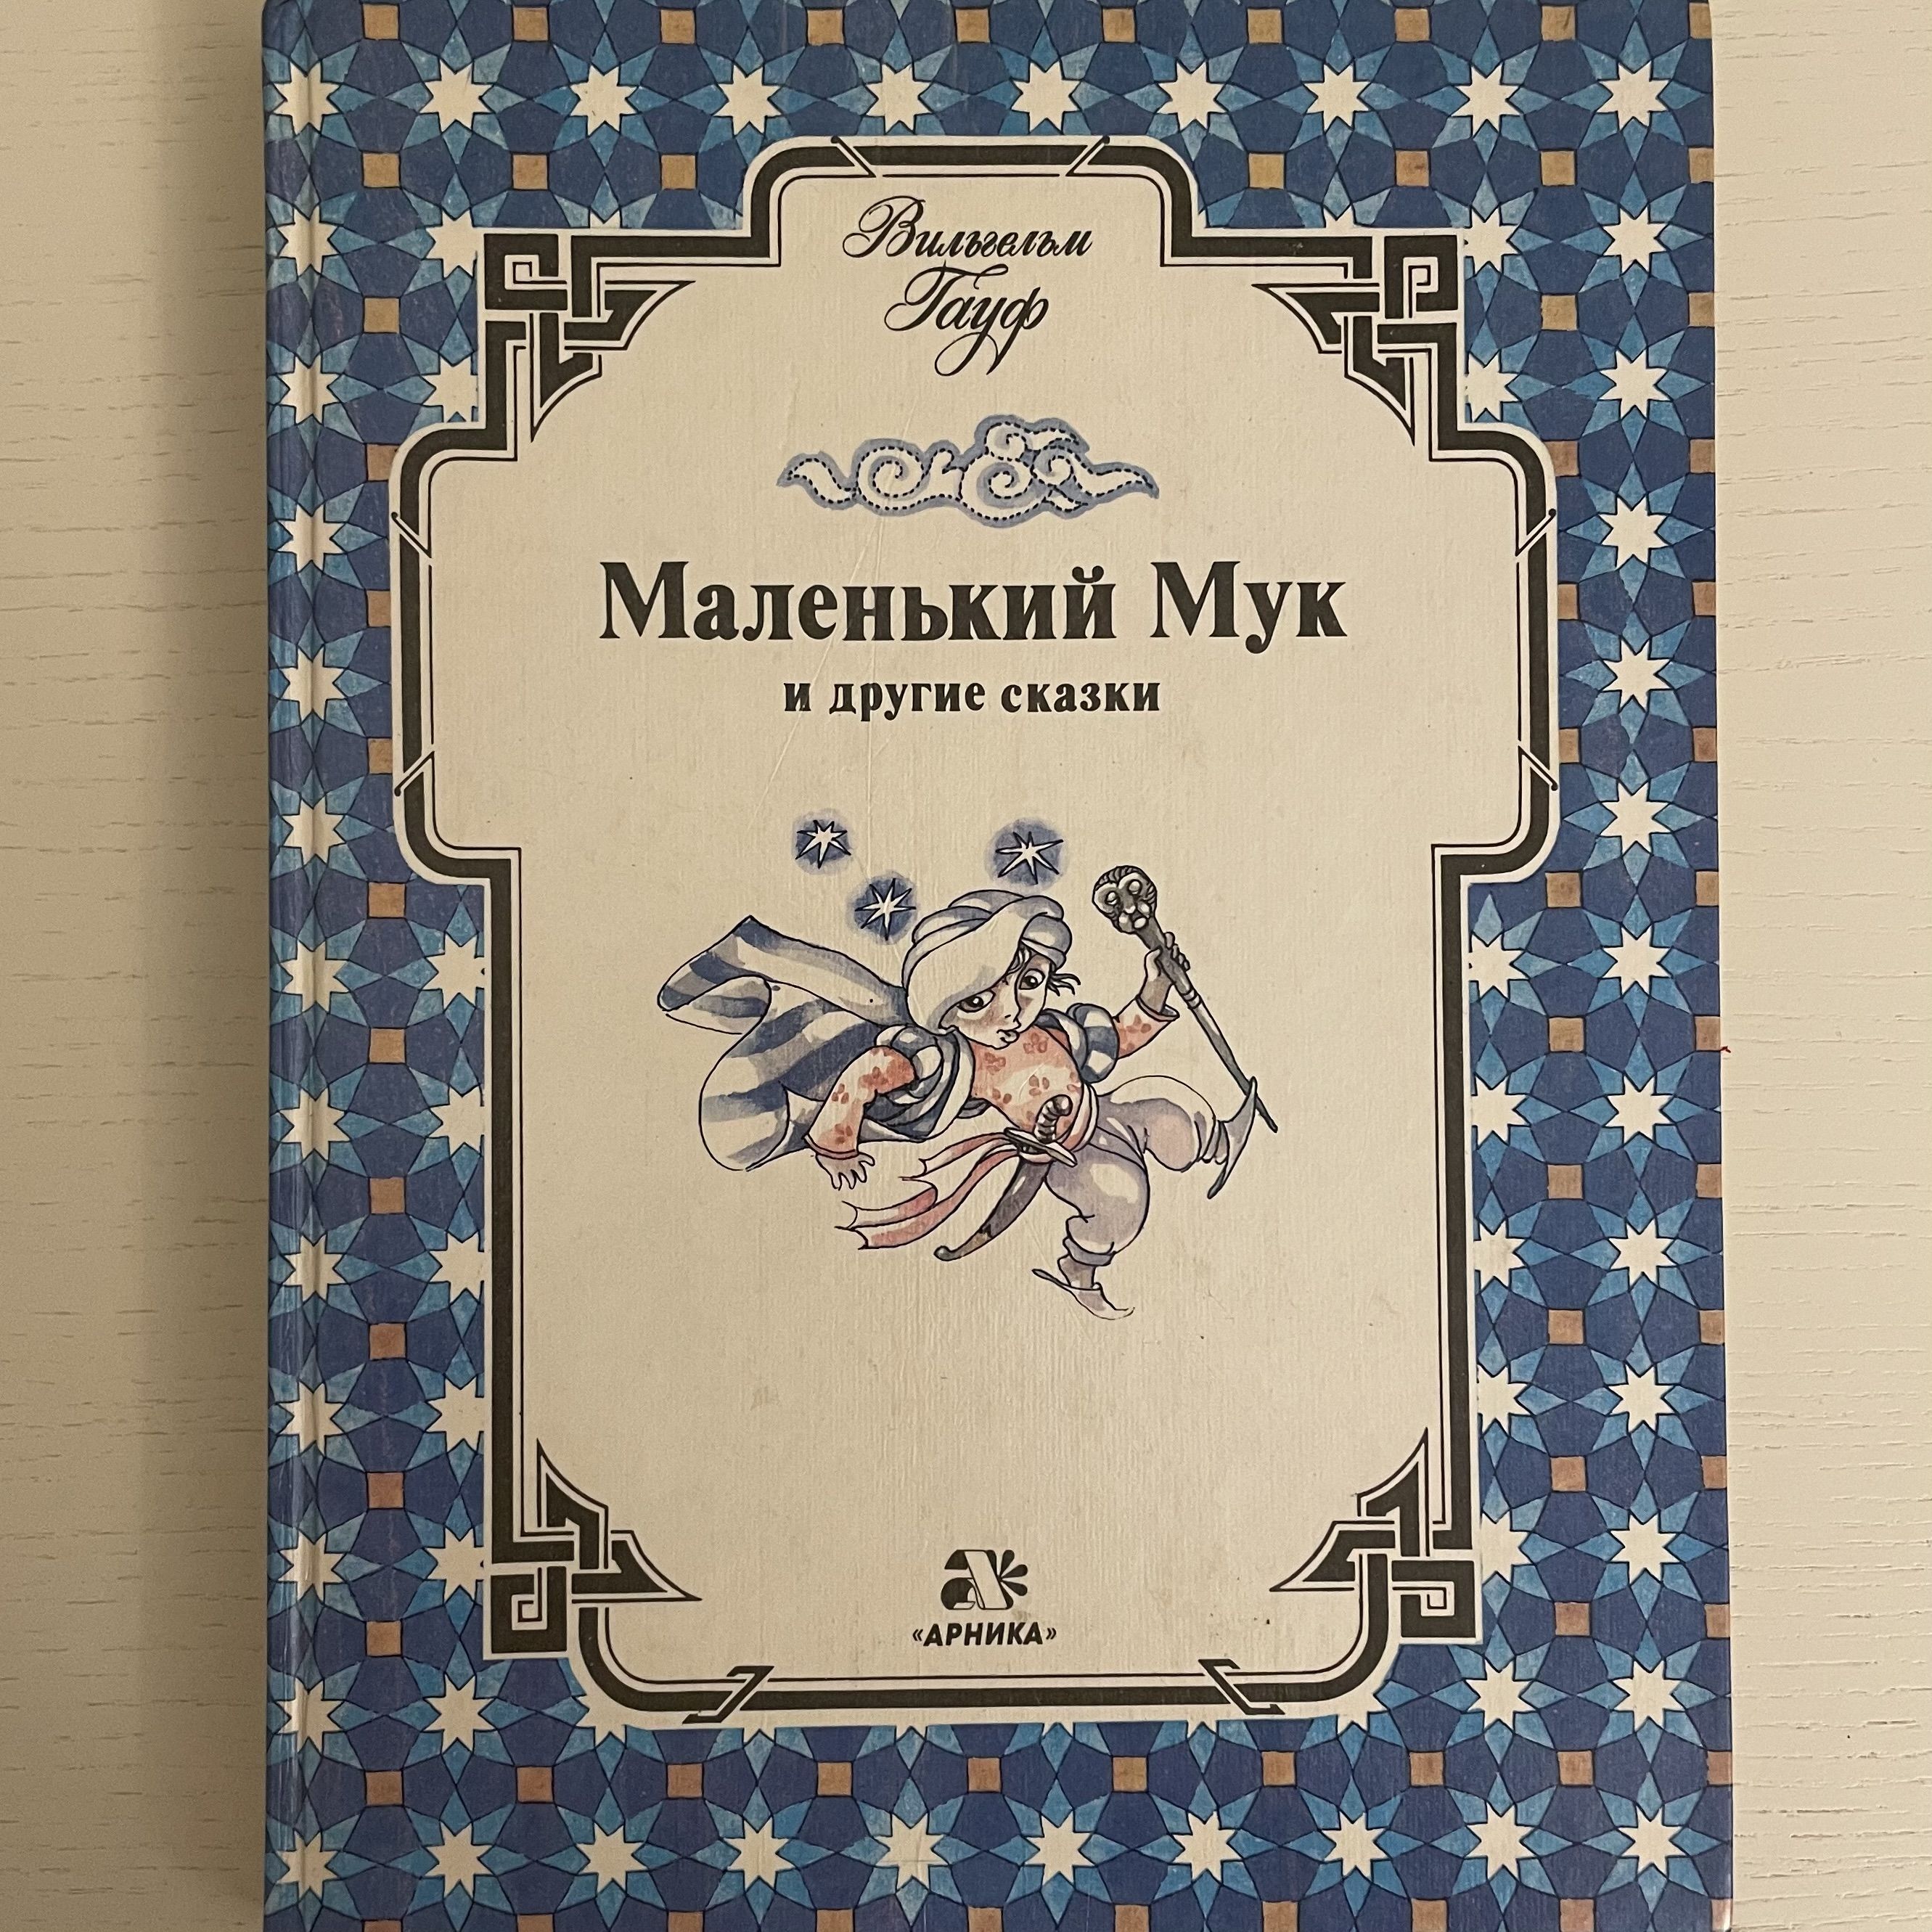 Вильгельм
Гауф
Маленький Мук
и другие сказки
«АРНИКА»